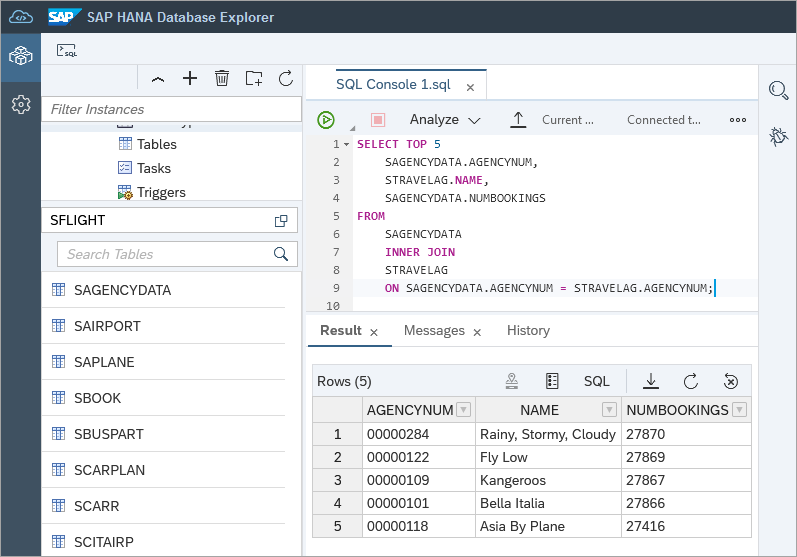 SAP SAP HANA Database Explorer
SQL
Filter Instances
Tables
Tasks
Triggers
SFLIGHT
Search Tables
SAGENCYDATA
SAIRPORT
SAPLANE
SBOOK
SBUSPART
SCARPLAN
SCARR
SCITAIRP
SQL Console 1.sql
Analyze Current ... Connected t...
1 SELECT TOP 5
2 SAGENCYDATA.AGENCYNUM,
3 STRAVELAG.NAME,
4 SAGENCYDATA.NUMBOOKINGS
5 FROM
6 SAGENCYDATA
7 INNER JOIN
8 STRAVELAG
9 ON SAGENCYDATA.AGENCYNUM = STRAVELAG.AGENCYNUM;
10
Result Messages History
Rows (5) SQL
AGENCYNUM NAME NUMBOOKINGS
1 00000284 Rainy, Stormy, Cloudy 27870
2 00000122 Fly Low 27869
3 00000109 Kangeroos 27867
4 00000101 Bella Italia 27866
5 00000118 Asia By Plane 27416